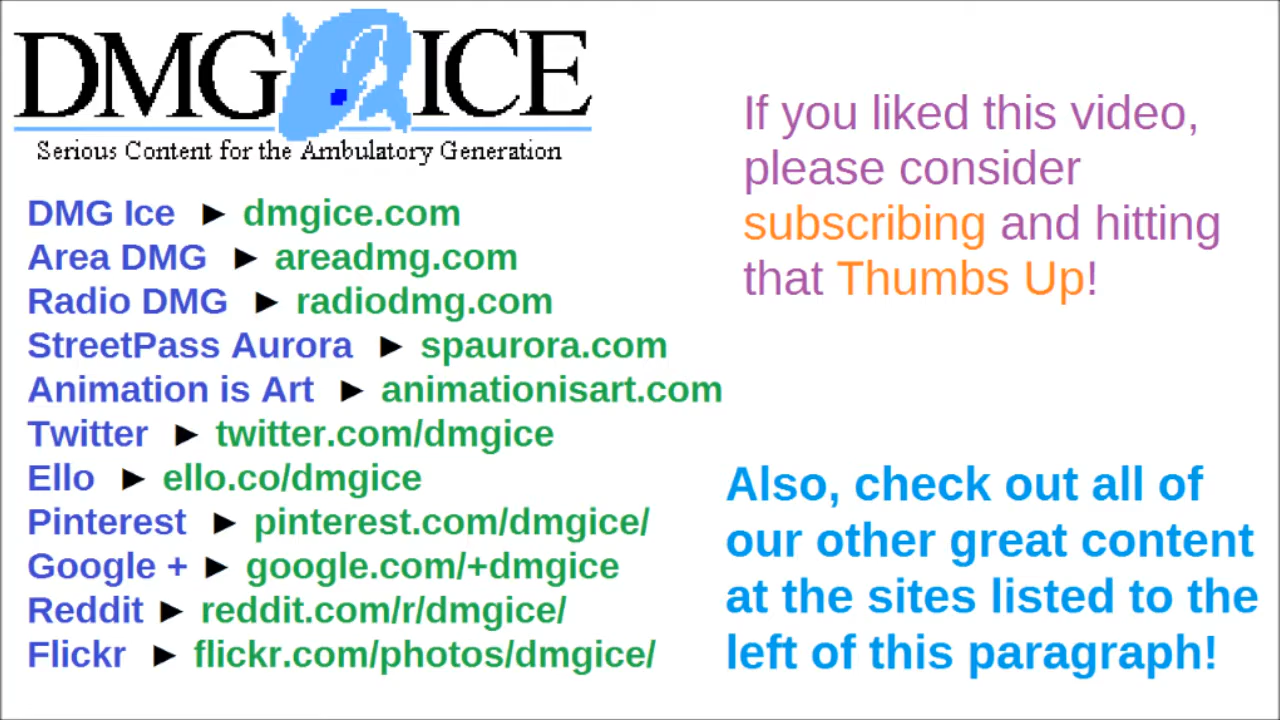 DMG ICE
Serious Content for the Ambulatory Generation
DMG Ice ► dmgice.com
Area DMG ► areadmg.com
Radio DMG ► radiodmg.com
StreetPass Aurora ► spaurora.com
Animation is Art ► animationisart.com
Twitter ► twitter.com/dmgice
Ello ► ello.co/dmgice
Pinterest ► pinterest.com/dmgice/
Google + ► google.com/+dmgice
Reddit ► reddit.com/r/dmgice/
Flickr ► flickr.com/photos/dmgice/
If you liked this video,
please consider
subscribing and hitting
that Thumbs Up!
Also, check out all of
our other great content
at the sites listed to the
left of this paragraph!